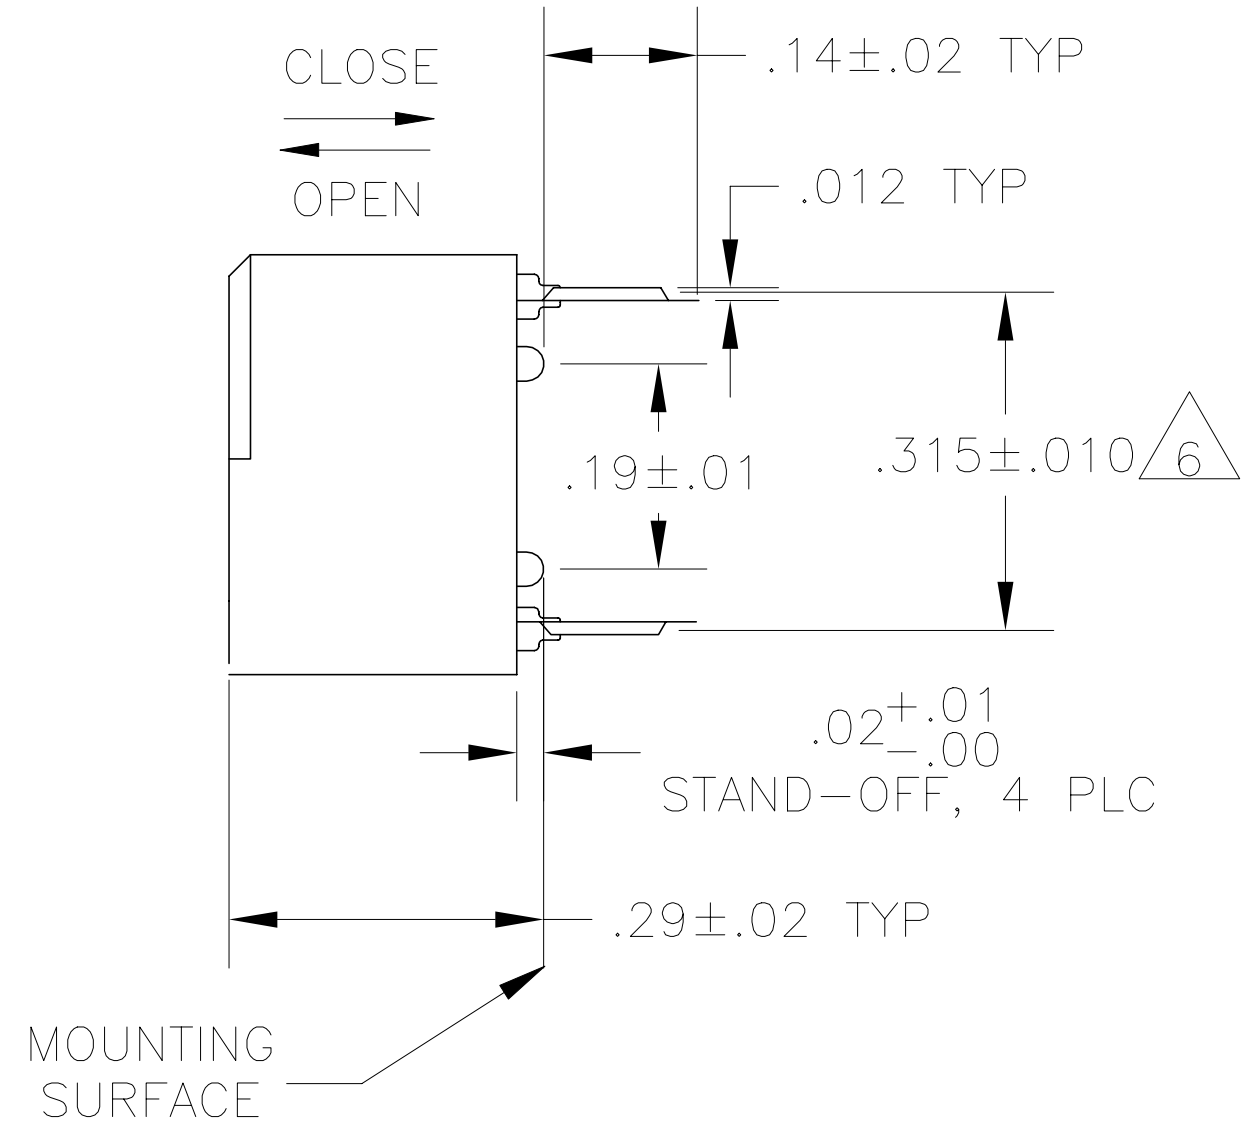 CLOSE
.14±.02 TYP
OPEN
.012 TYP
.19±.01
.315±.010
6
.02+.01
-.00
STAND-OFF, 4 PLC
.29±.02 TYP
MOUNTING
SURFACE